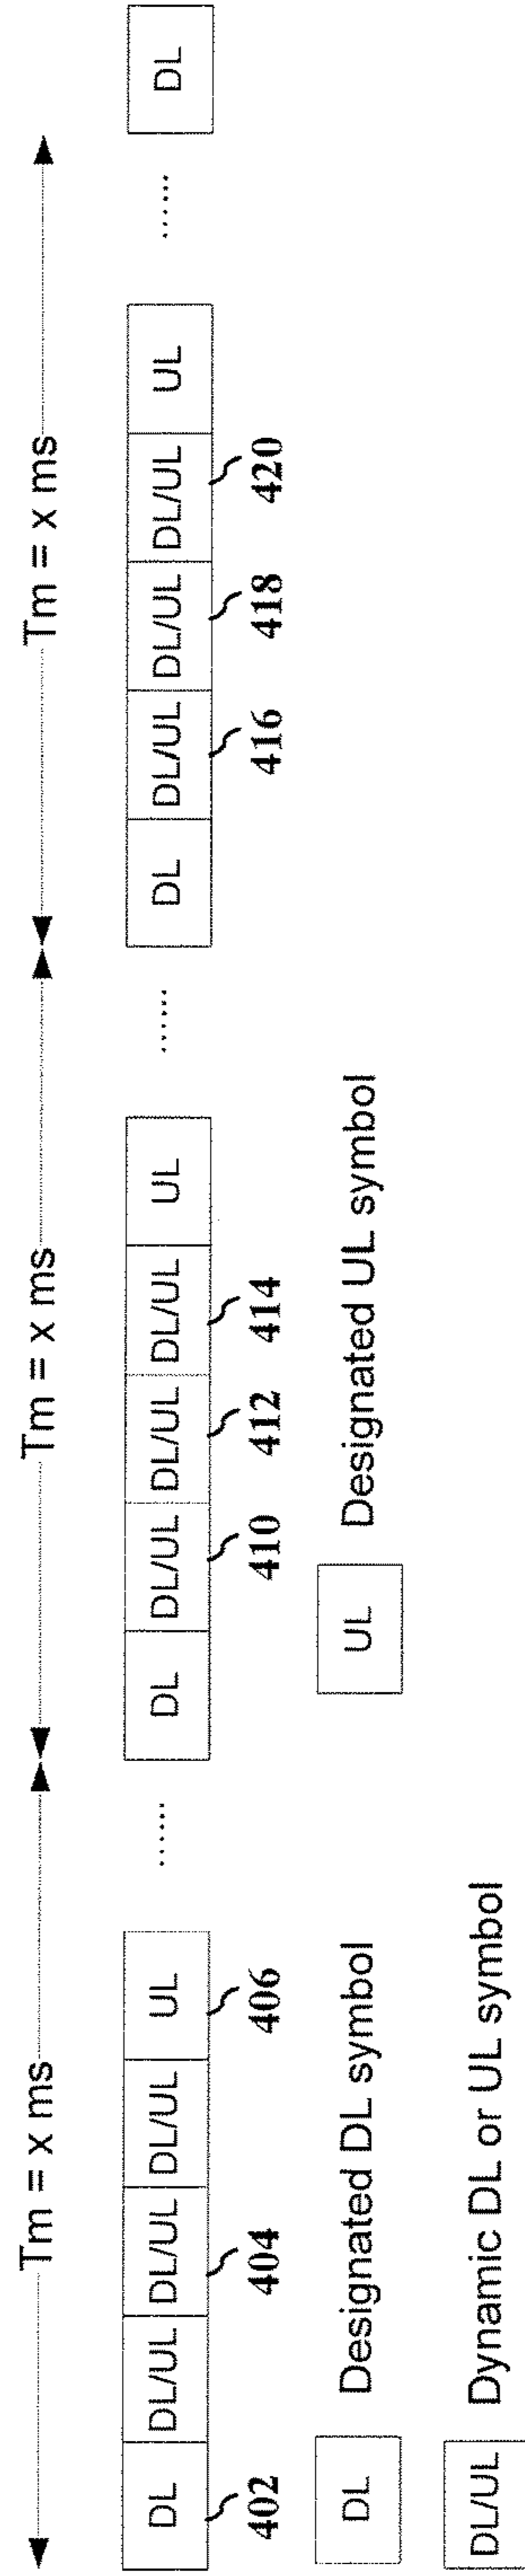 Tm = x ms Tm = x ms Tm = x ms
DL DL/UL DL/UL DL/UL UL ...... DL DL/UL DL/UL DL/UL UL ...... DL DL/UL DL/UL DL/UL UL ...... DL
402 404 406 410 412 414 416 418 420
DL Designated DL symbol UL Designated UL symbol
DL/UL Dynamic DL or UL symbol